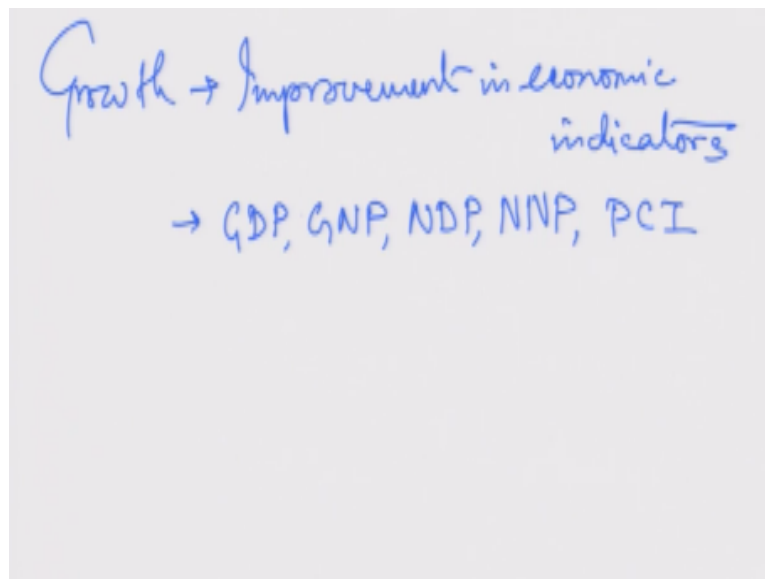 Growth → Improvement in economic
indicators
→ GDP, GNP, NDP, NNP, PCI